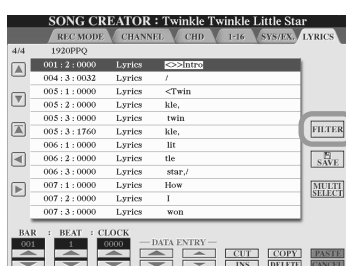 SONG CREATOR : Twinkle Twinkle Little Star
REC MODE CHANNEL CHD 1-16 SYS/EX. LYRICS
4/4 1920PPQ
001 : 2 : 0000 Lyrics <>>Intro
004 : 3 : 0032 Lyrics /
005 : 1 : 0000 Lyrics <Twin
005 : 2 : 0000 Lyrics kle,
005 : 3 : 0000 Lyrics twin
005 : 3 : 1760 Lyrics kle,
006 : 1 : 0000 Lyrics lit
006 : 2 : 0000 Lyrics tle
006 : 3 : 0000 Lyrics star,/
007 : 1 : 0000 Lyrics How
007 : 2 : 0000 Lyrics I
007 : 3 : 0000 Lyrics won
FILTER
SAVE
MULTI
SELECT
BAR : BEAT : CLOCK
001 1 0000
DATA ENTRY
CUT COPY PASTE
INS DELETE CANCEL